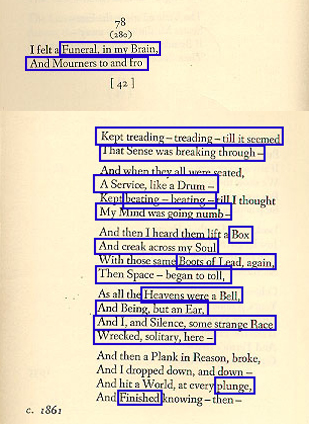 78
(280)
I felt a Funeral, in my Brain,
And Mourners to and fro
[ 42 ]
Kept treading – treading – till it seemed
That Sense was breaking through –
And when they all were seated,
A Service, like a Drum –
Kept beating – beating – till I thought
My Mind was going numb –
And then I heard them lift a Box
And creak across my Soul
With those same Boots of Lead, again,
Then Space – began to toll,
As all the Heavens were a Bell,
And Being, but an Ear,
And I, and Silence, some strange Race
Wrecked, solitary, here –
And then a Plank in Reason, broke,
And I dropped down, and down –
And hit a World, at every plunge,
And Finished knowing – then –
c. 1861